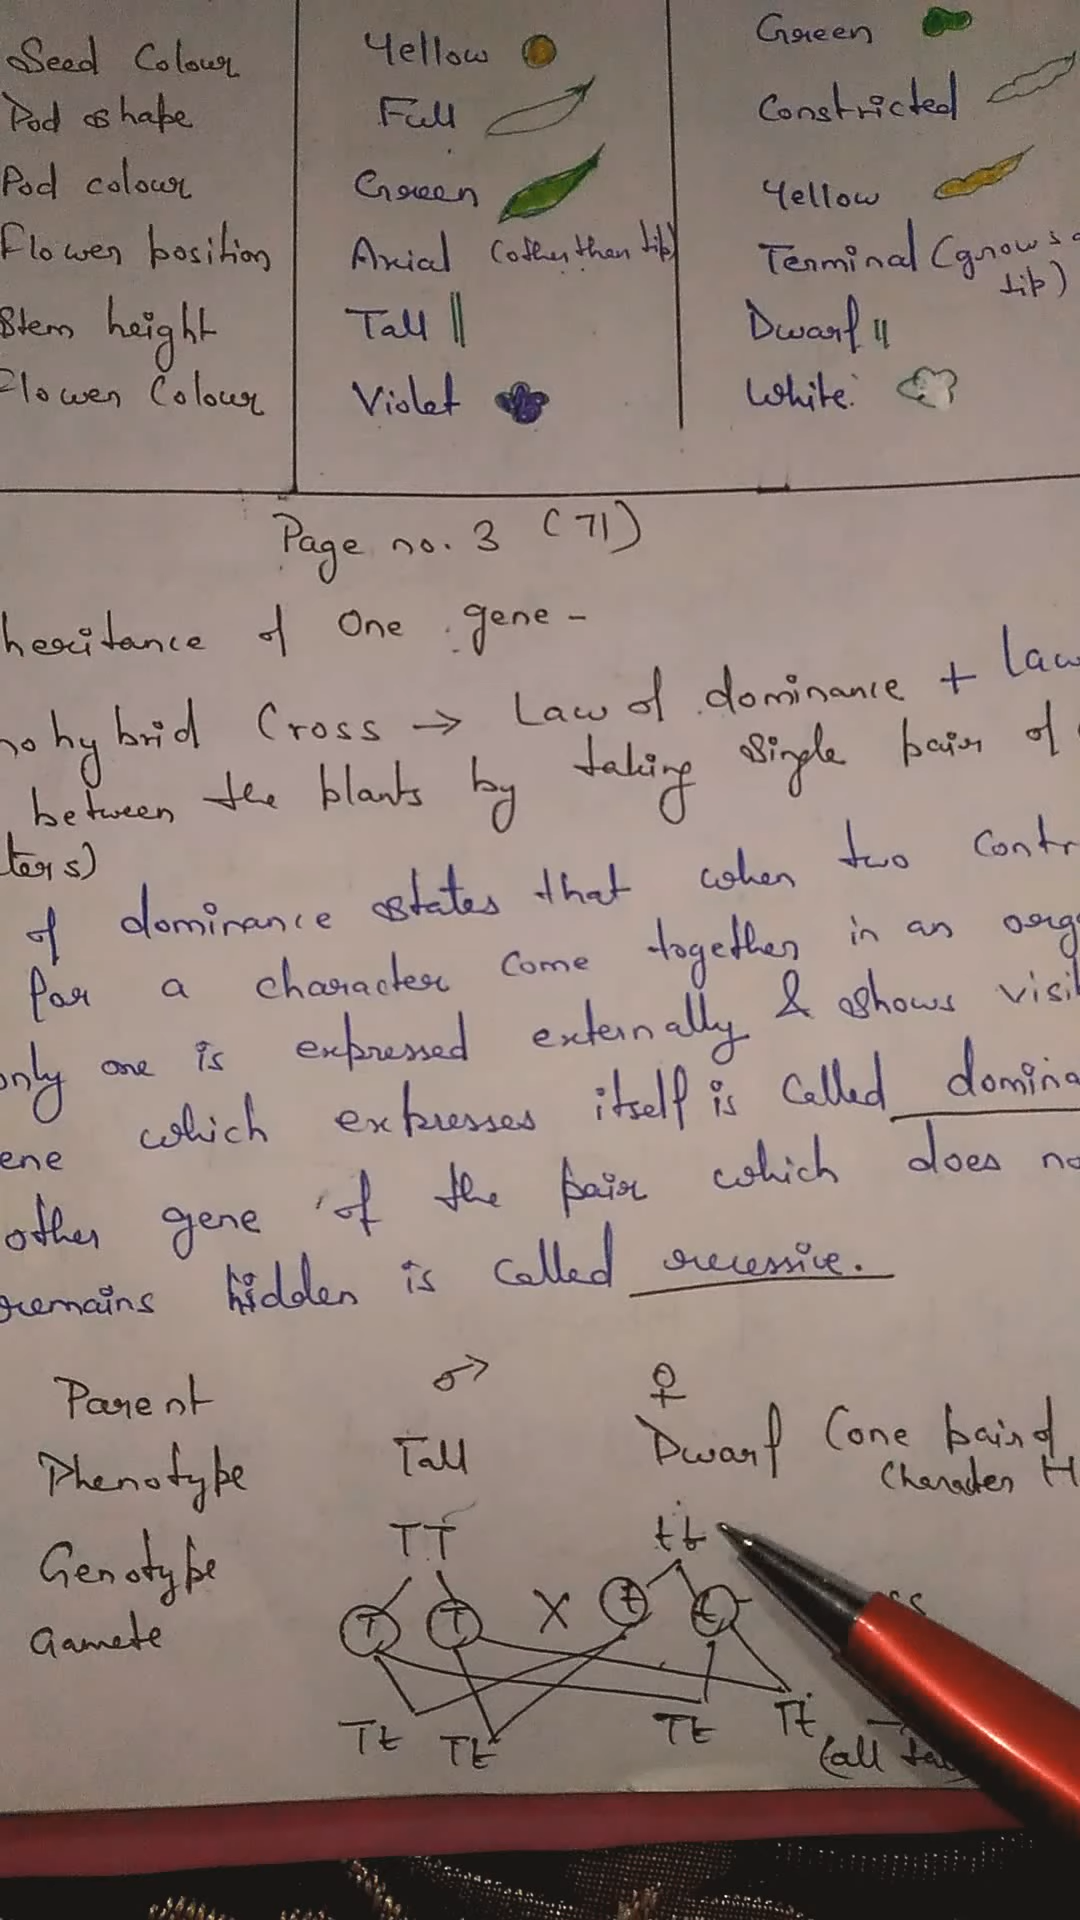 Green
Seed Colour Yellow
Pod shape Full Constricted
Pod colour Green Yellow
Flower position Axial (other than tip) Terminal (grows
tip)
Stem height Tall Dwarf
Flower Colour Violet White
Page no. 3 (71)
heritance of One gene -
nohybrid Cross → Law of dominance + law
between the plants by taking single pair of
ters)
of dominance states that when two contr
for a character come together in an orga
only one is expressed externally & shows visi
ene which expresses itself is called domina
other gene of the pair which does no
remains hidden is called recessive.
Parent ♂ ♀
Phenotype Tall Dwarf (one pair of
Character H
Genotype TT tt
Gamete T T X t t ss
Tt Tt Tt Tt
(all tall